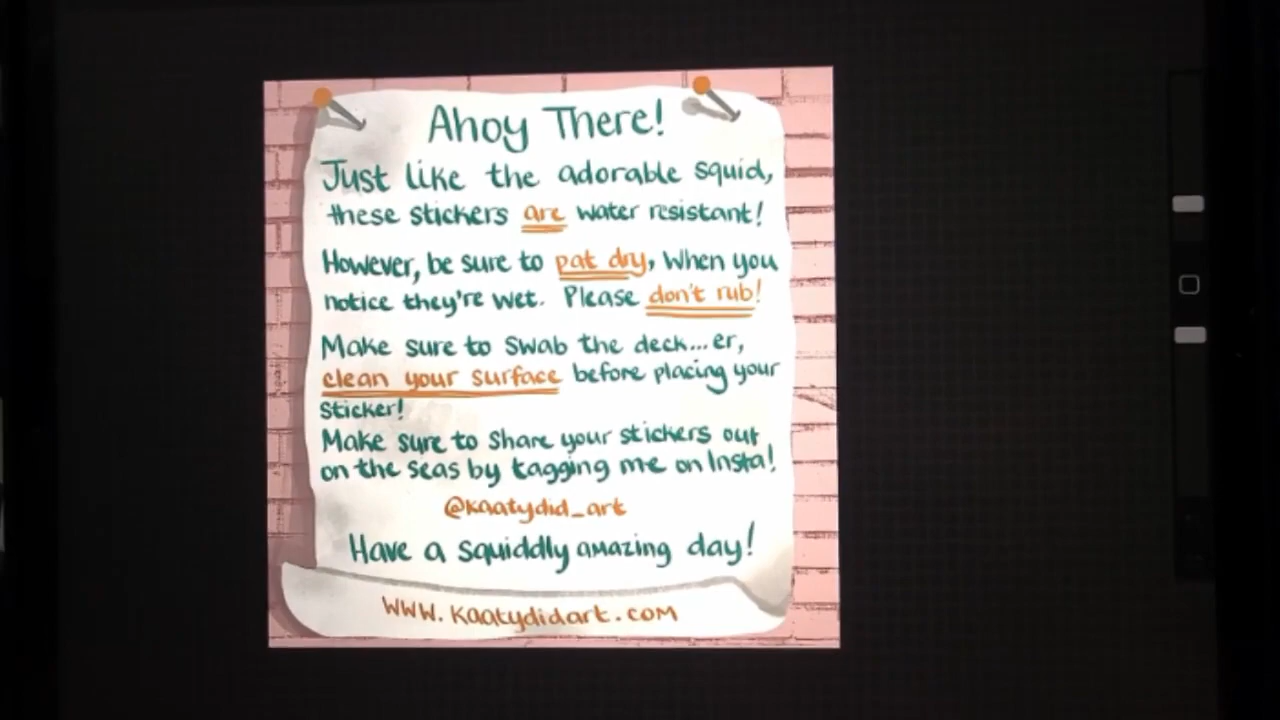 Ahoy There!
Just like the adorable squid,
these stickers are water resistant!
However, be sure to pat dry, when you
notice they're wet. Please don't rub!
Make sure to swab the deck...er,
clean your surface before placing your
sticker!
Make sure to share your stickers out
on the seas by tagging me on Insta!
@kaatydid_art
Have a squiddly amazing day!
www.kaatydidart.com